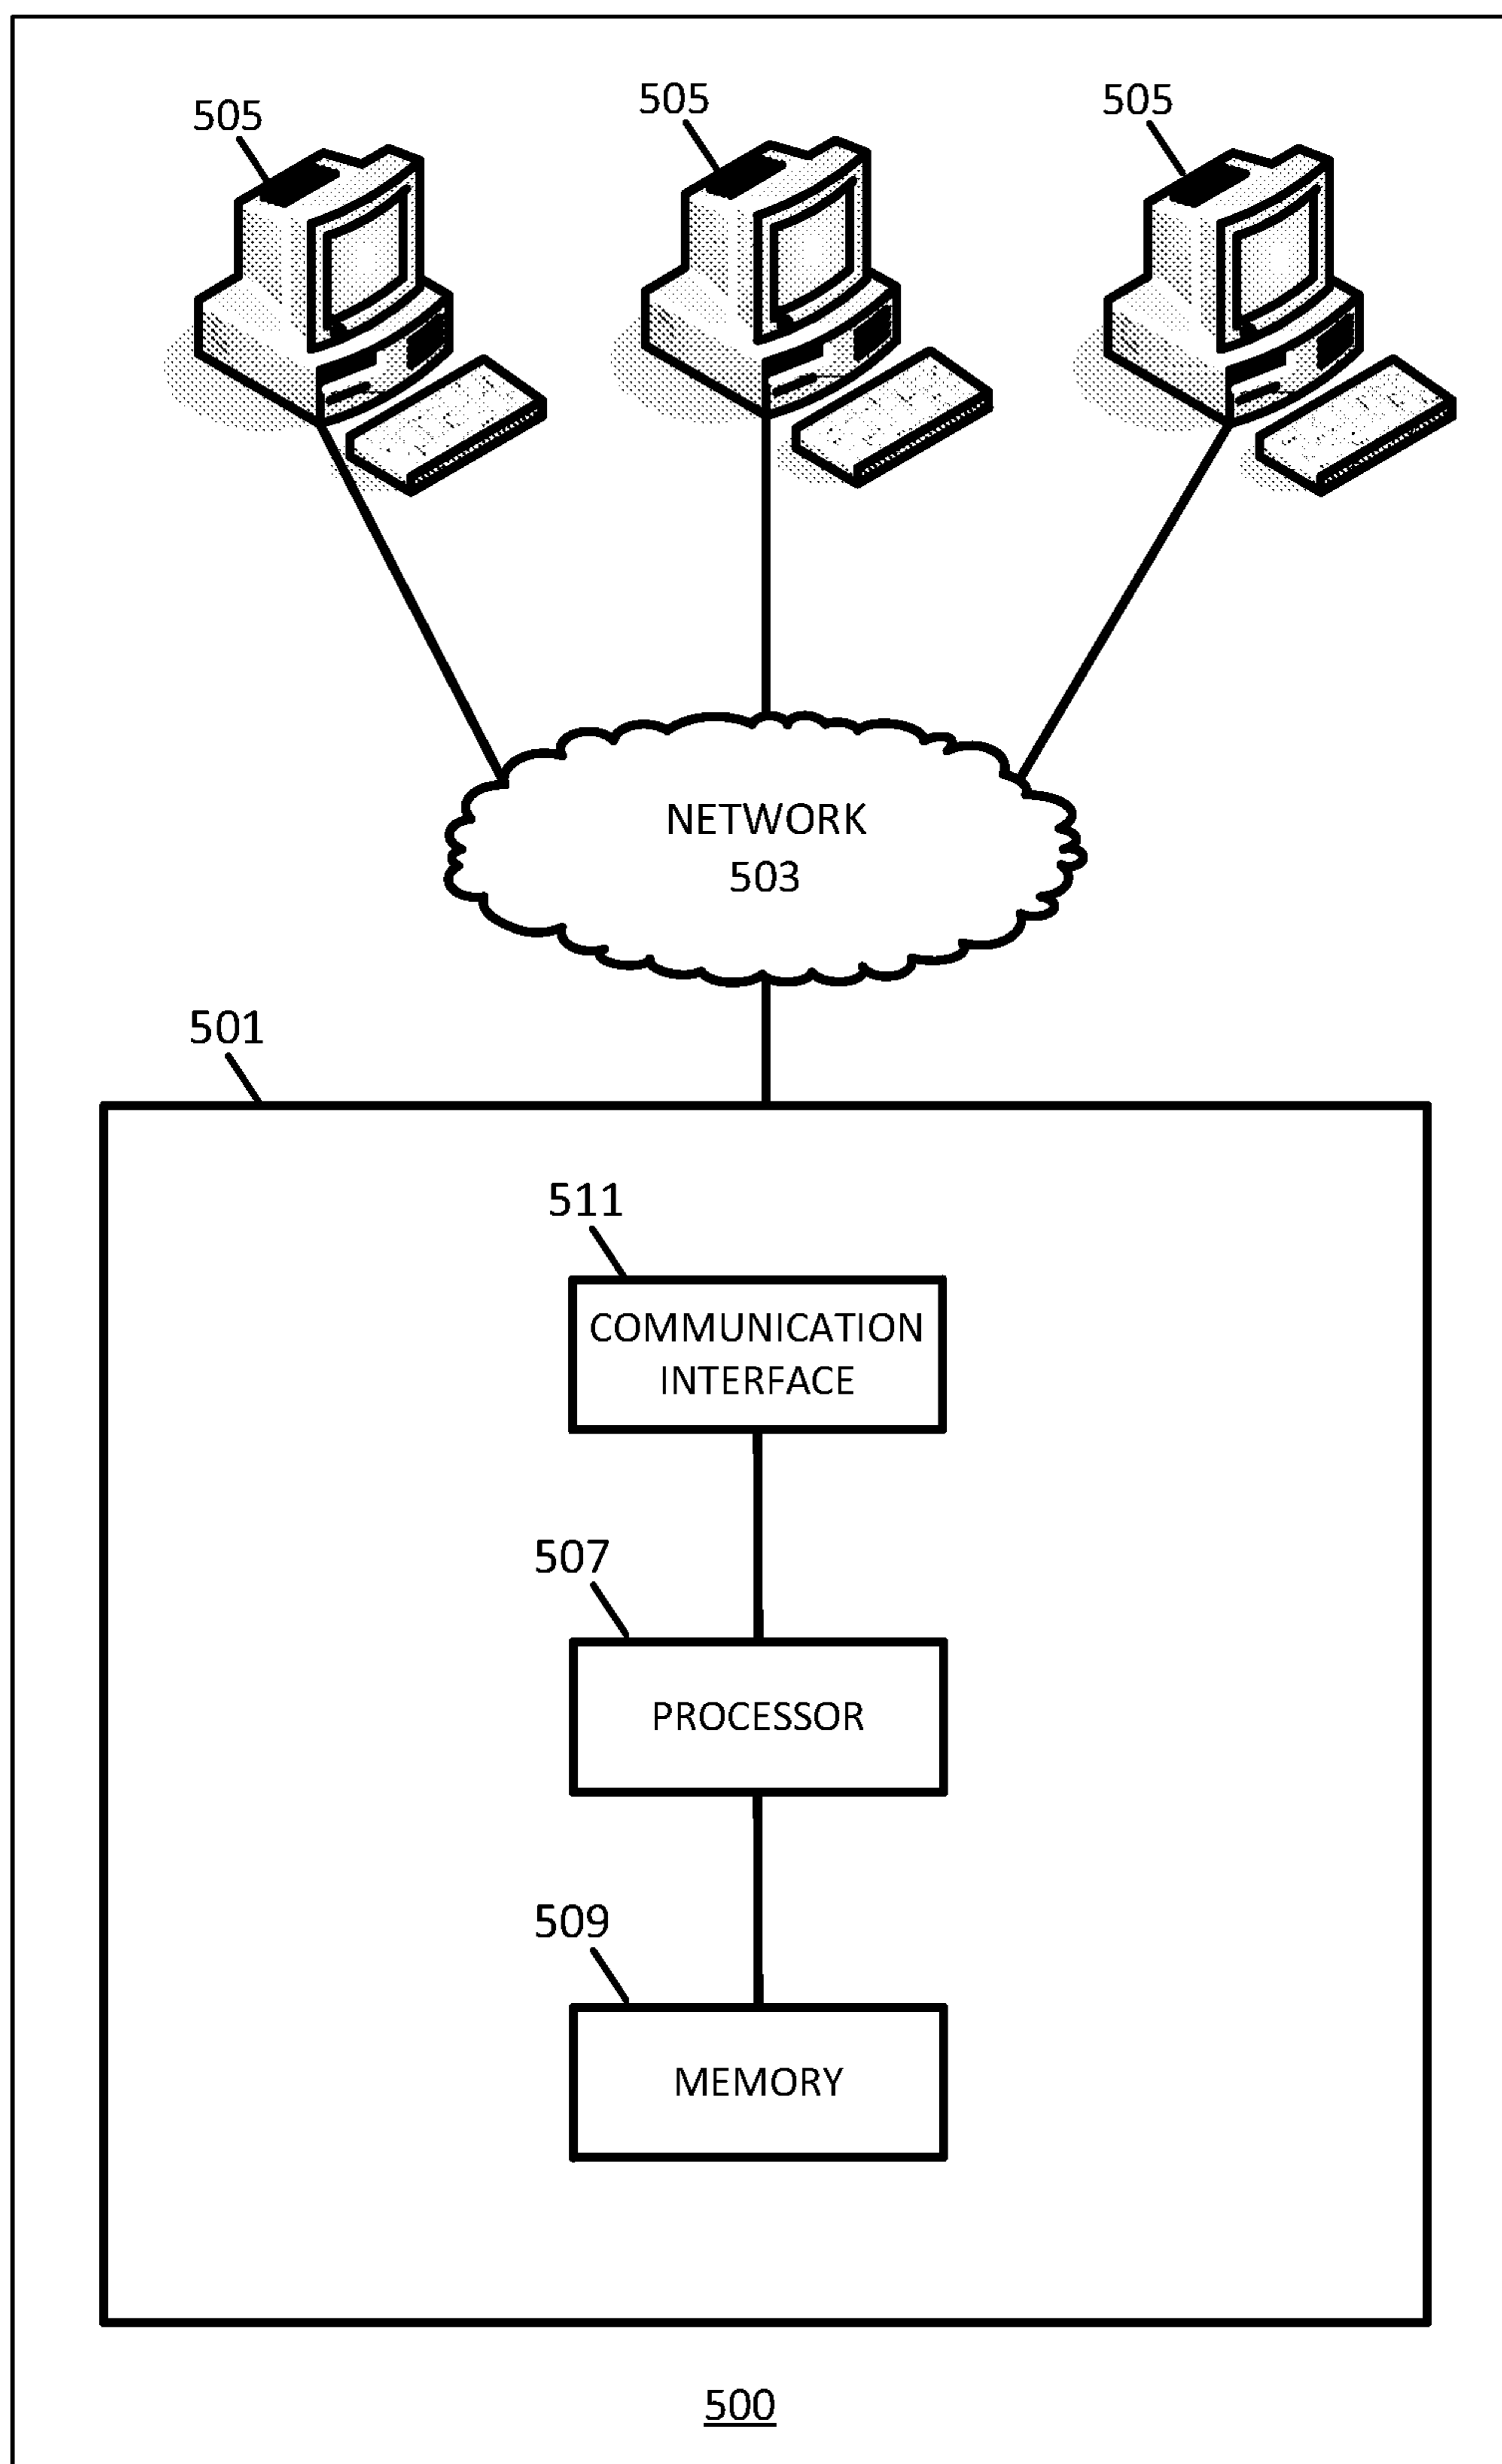 505
505
505
NETWORK
503
501
511
COMMUNICATION
INTERFACE
507
PROCESSOR
509
MEMORY
500